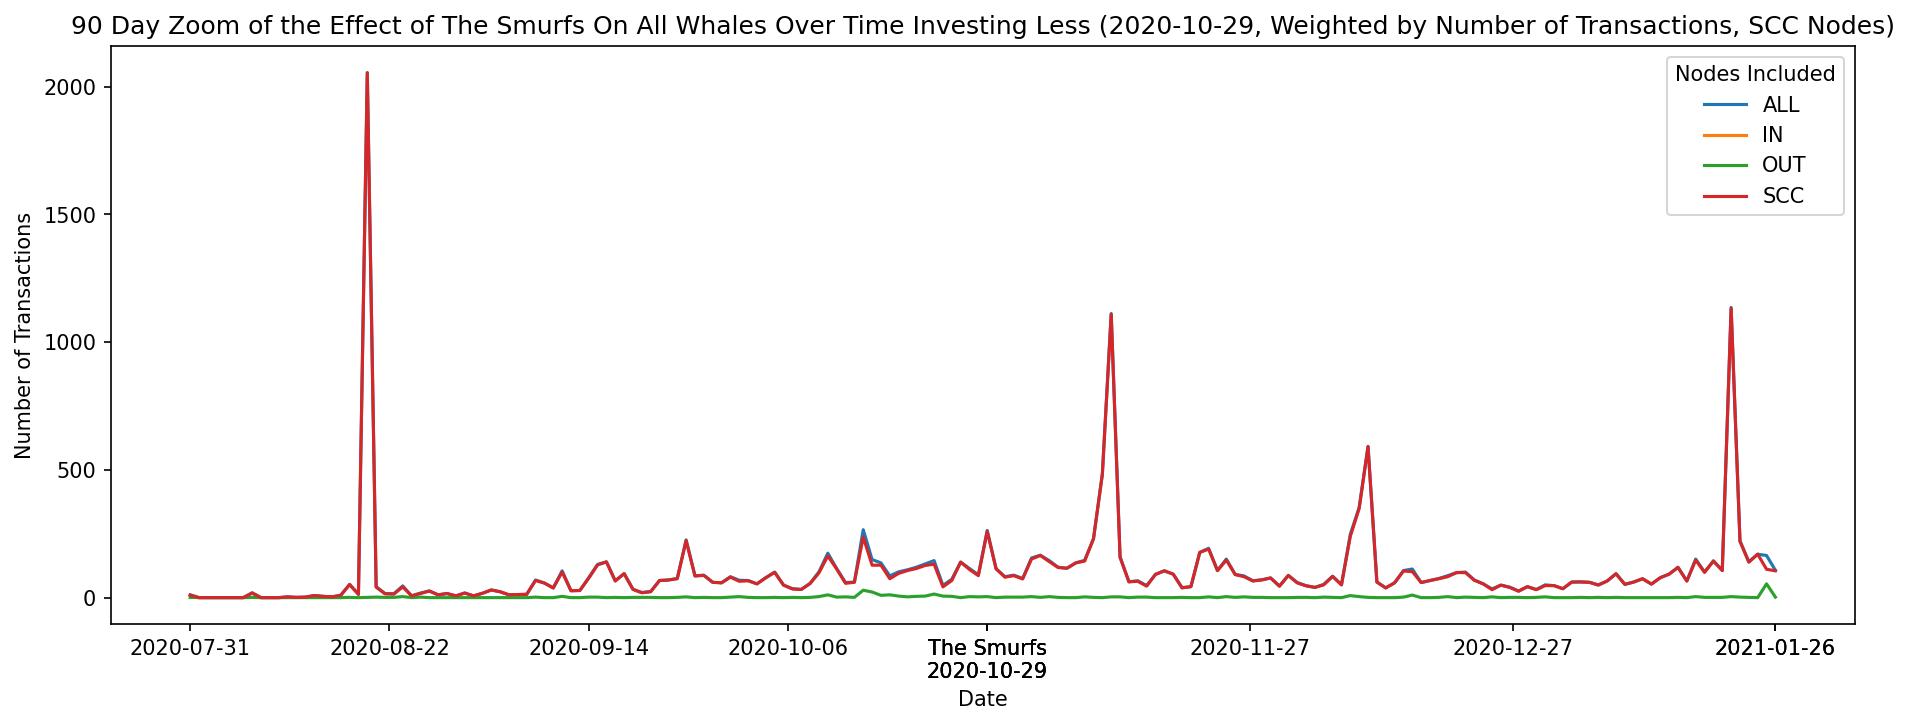 90 Day Zoom of the Effect of The Smurfs On All Whales Over Time Investing Less (2020-10-29, Weighted by Number of Transactions, SCC Nodes)
Nodes Included
ALL
IN
OUT
SCC
Number of Transactions
2000
1500
1000
500
0
2020-07-31
2020-08-22
2020-09-14
2020-10-06
The Smurfs
2020-10-29
2020-11-27
2020-12-27
2021-01-26
Date